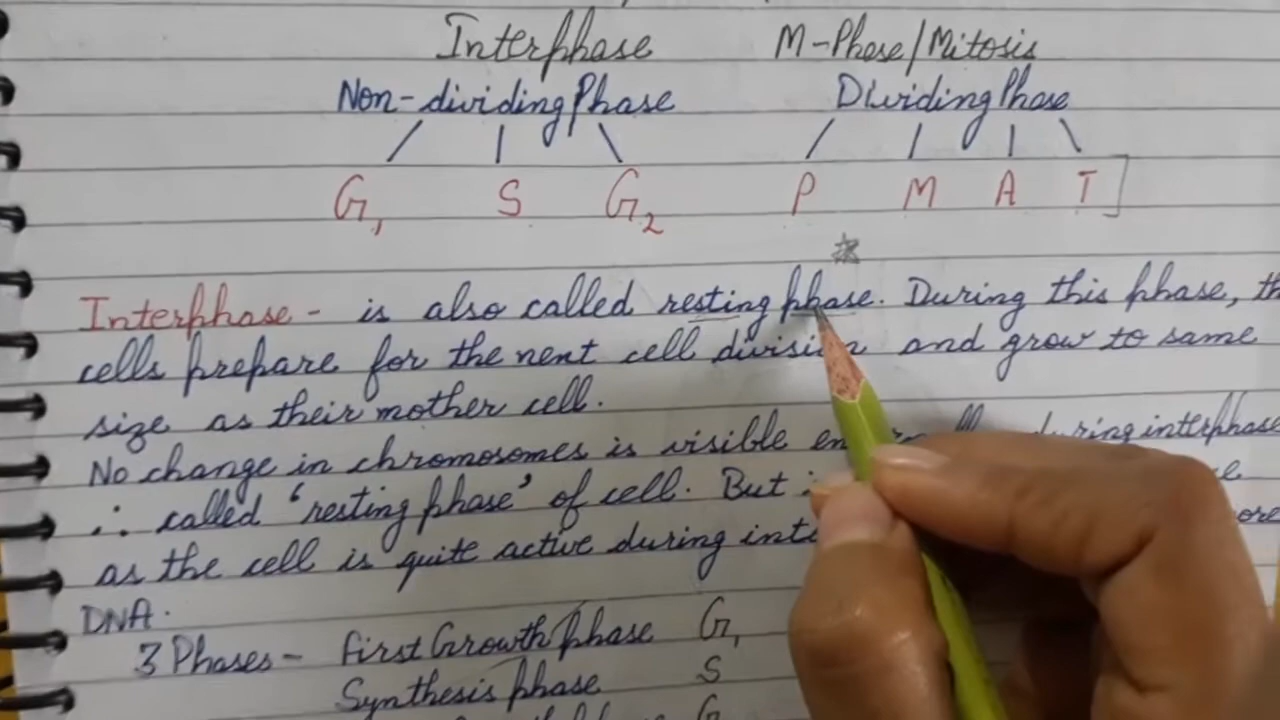 Interphase M-Phase/Mitosis
Non-dividing Phase Dividing Phase
G1 S G2 P M A T]
Interphase - is also called resting phase. During this phase, th
cells prepare for the next cell division and grow to same
size as their mother cell.
No change in chromosomes is visible during interphase
∴ called 'resting phase' of cell. But
as the cell is quite active during
DNA.
3 Phases - First Growth phase G1
Synthesis phase S
G